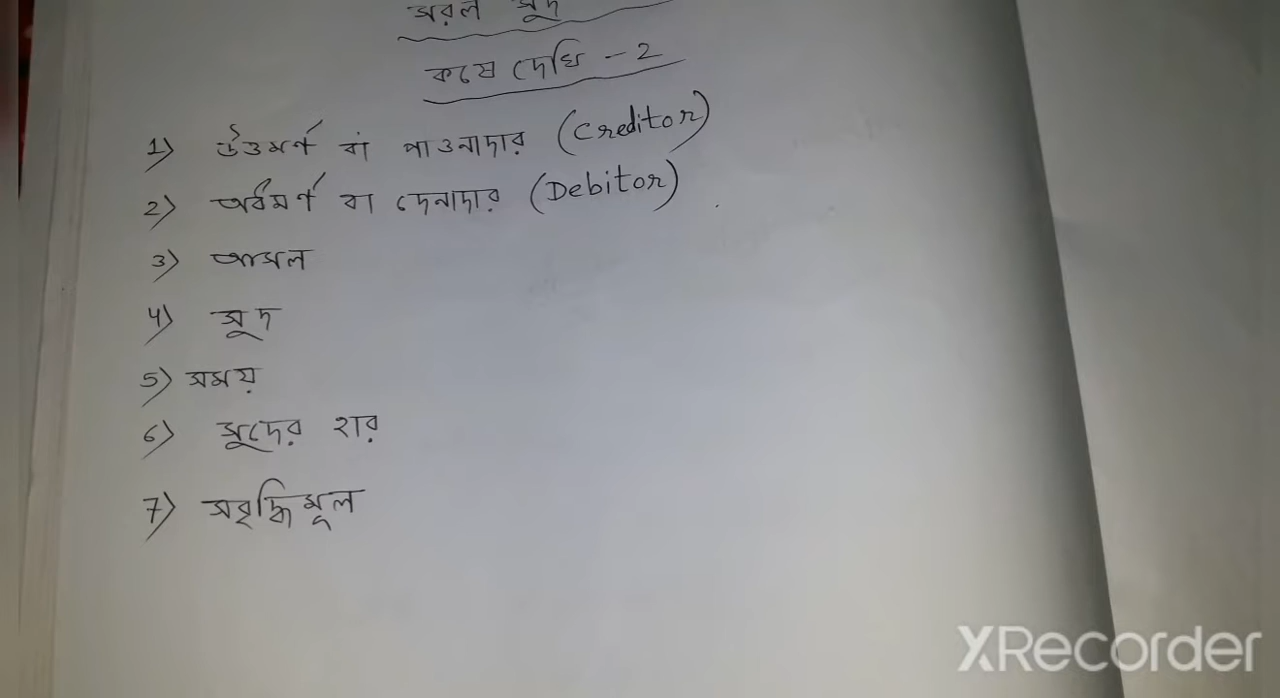 সরল সুদ
কষে দেখি - 2
1) উত্তমর্ণ বা পাওনাদার (Creditor)
2) অধমর্ণ বা দেনাদার (Debitor)
3) আসল
4) সুদ
5) সময়
6) সুদের হার
7) সবৃদ্ধিমূল
XRecorder